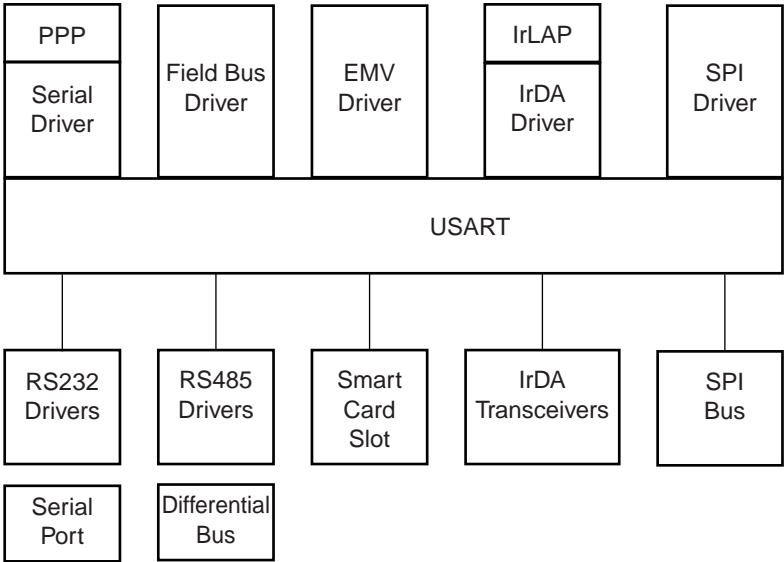 PPP
Serial
Driver
Field Bus
Driver
EMV
Driver
IrLAP
IrDA
Driver
SPI
Driver
USART
RS232
Drivers
RS485
Drivers
Smart
Card
Slot
IrDA
Transceivers
SPI
Bus
Serial
Port
Differential
Bus